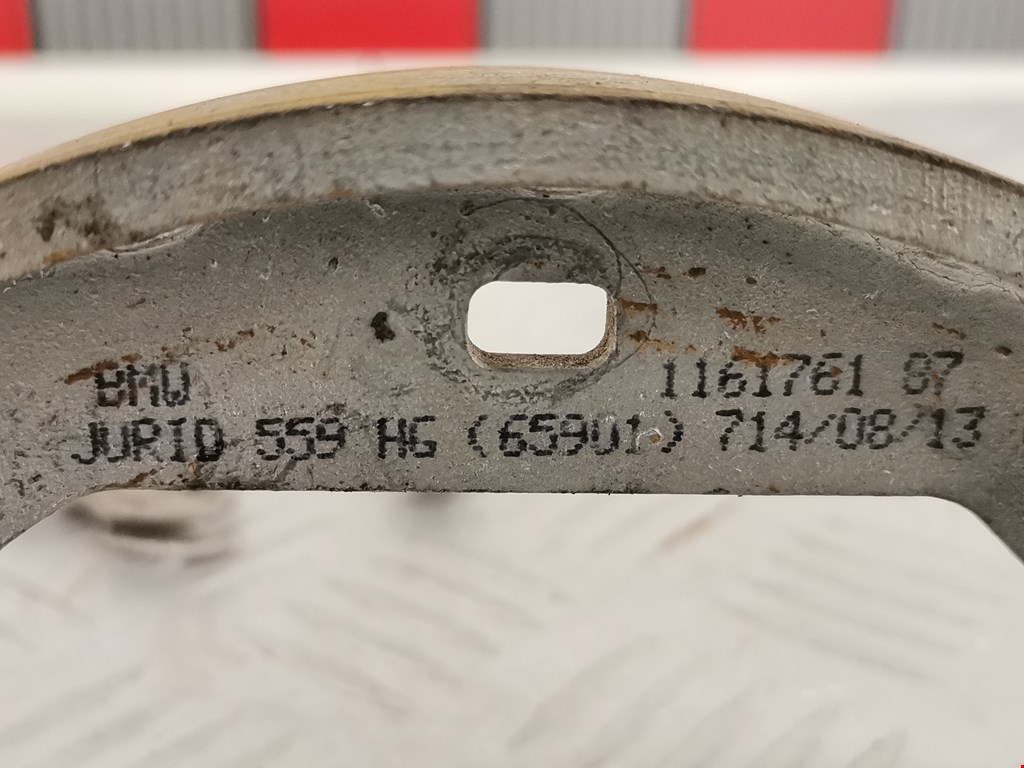 BMW 1161761 07
JURID 559 HG (65901) 714/08/13